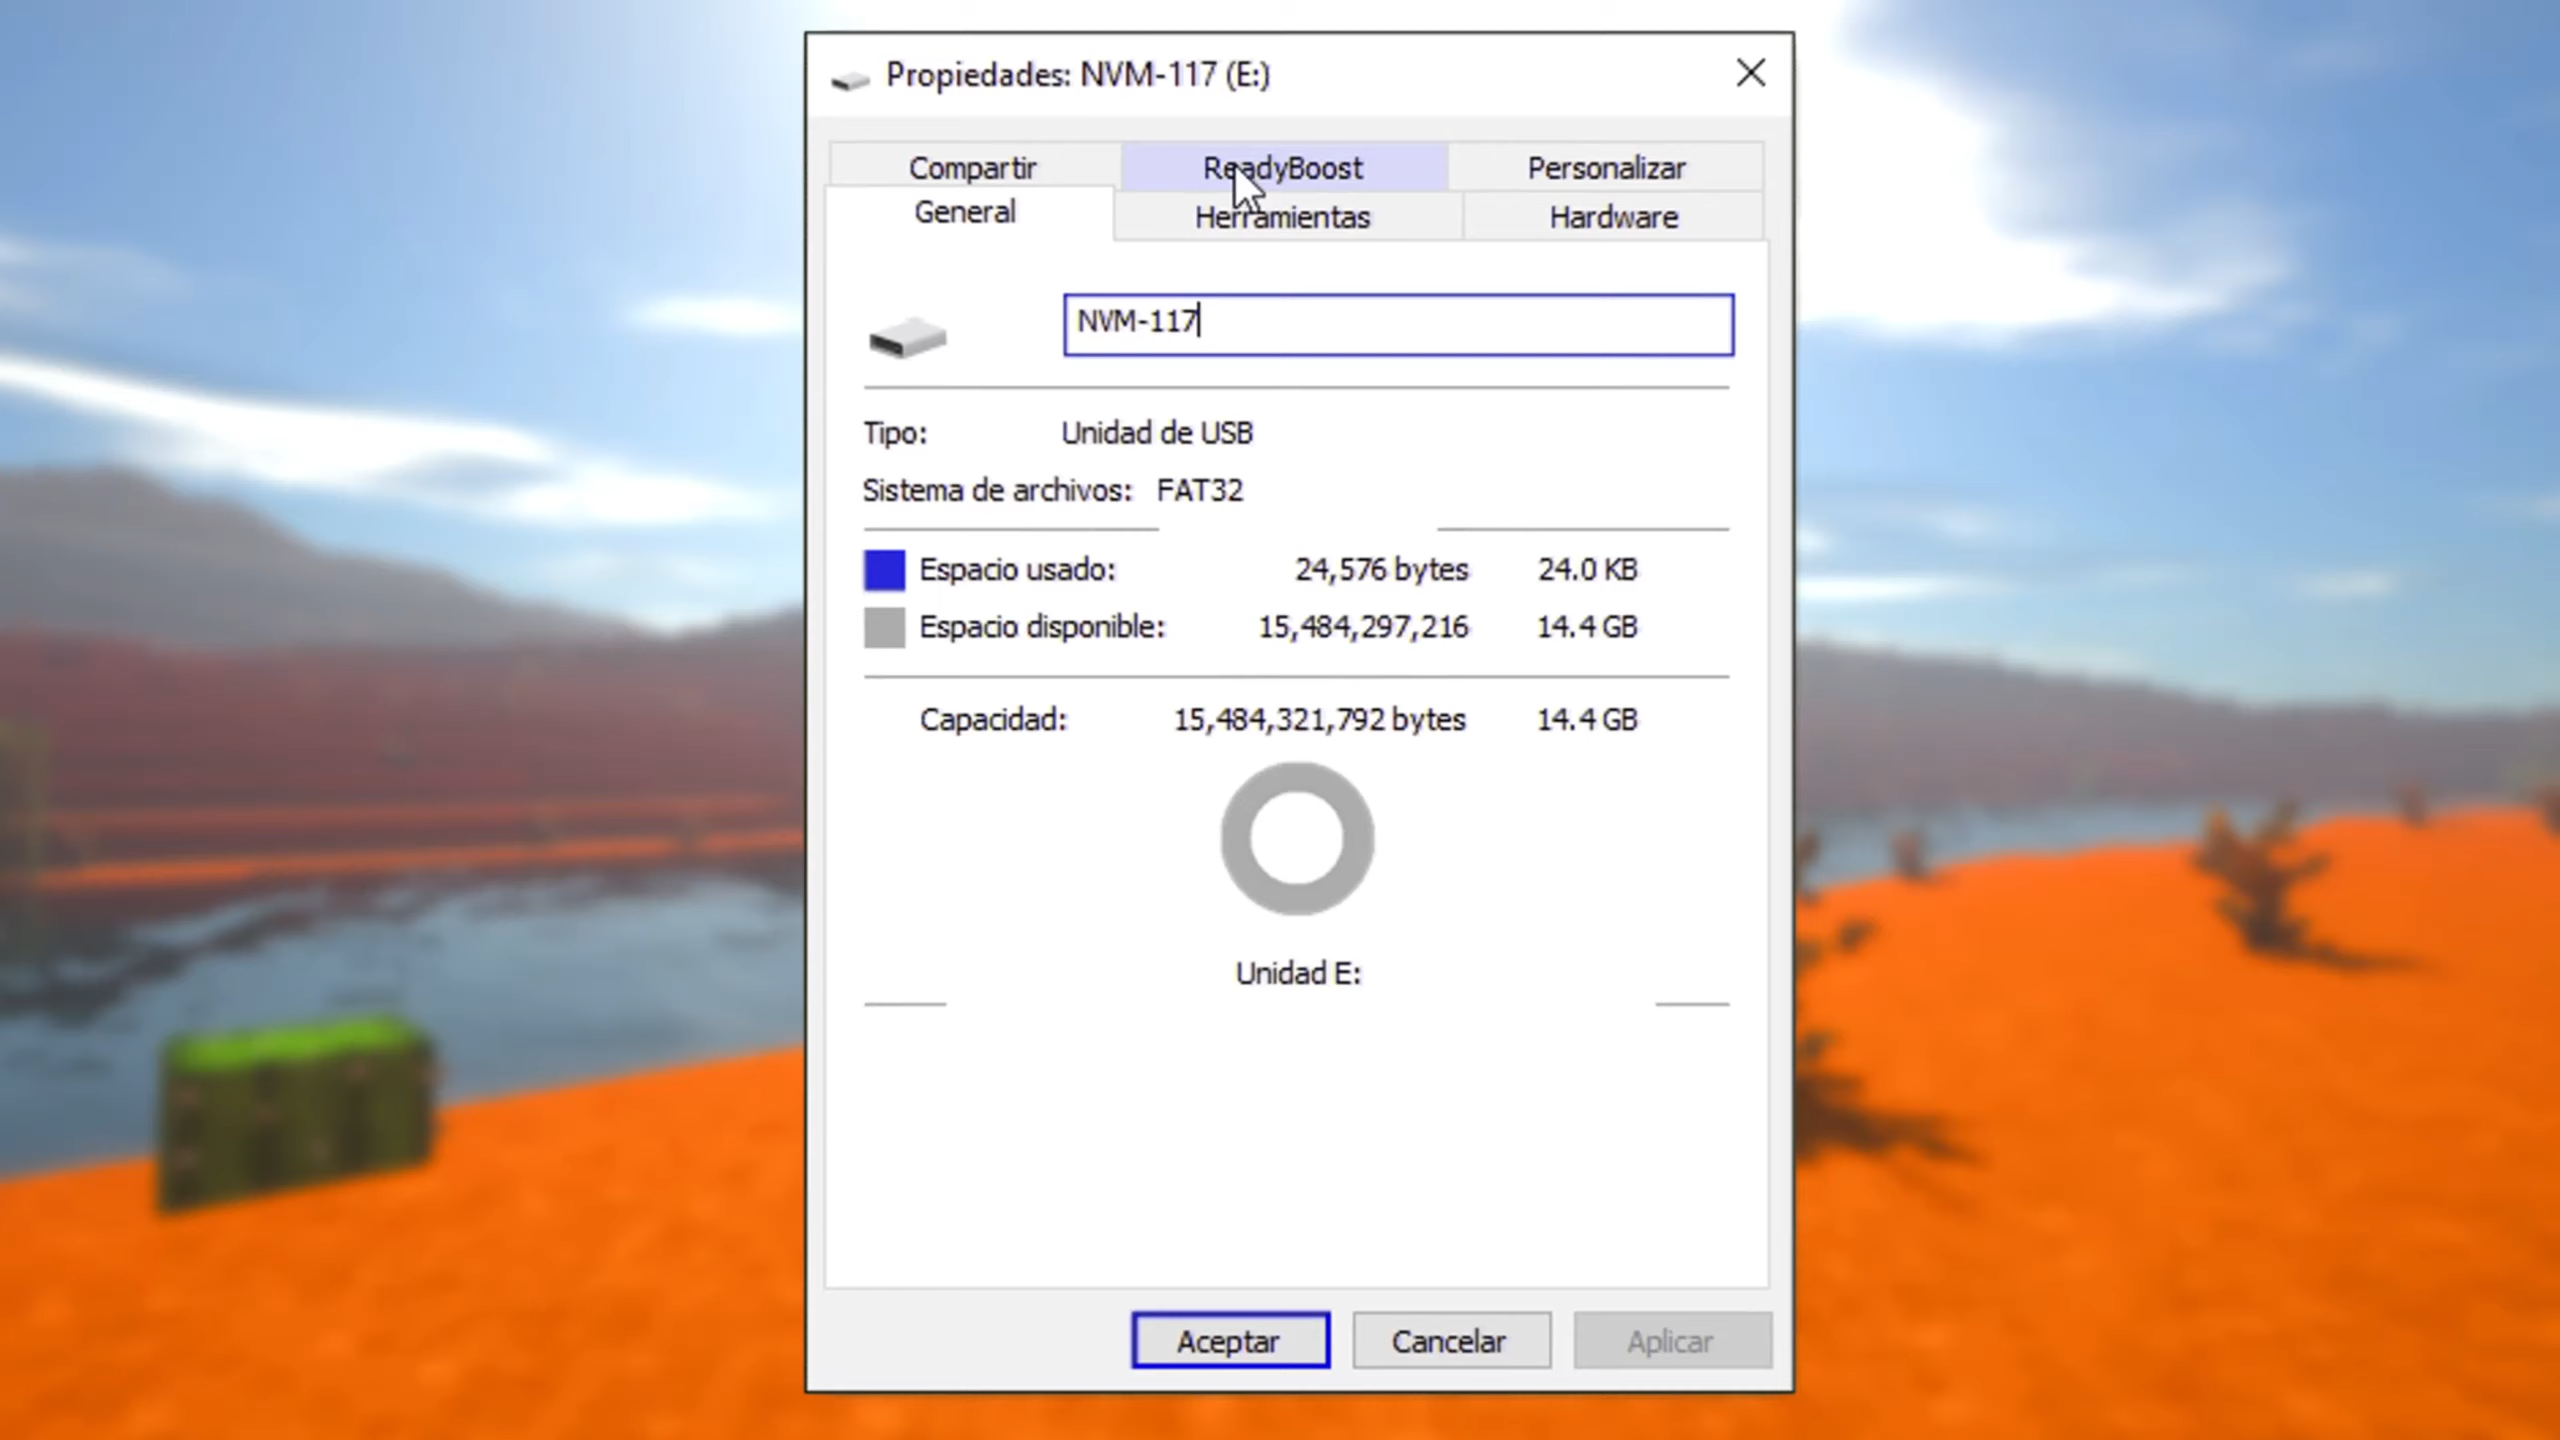 Propiedades: NVM-117 (E:)
Compartir ReadyBoost Personalizar
General Herramientas Hardware
NVM-117
Tipo: Unidad de USB
Sistema de archivos: FAT32
Espacio usado: 24,576 bytes 24.0 KB
Espacio disponible: 15,484,297,216 14.4 GB
Capacidad: 15,484,321,792 bytes 14.4 GB
Unidad E:
Aceptar Cancelar Aplicar